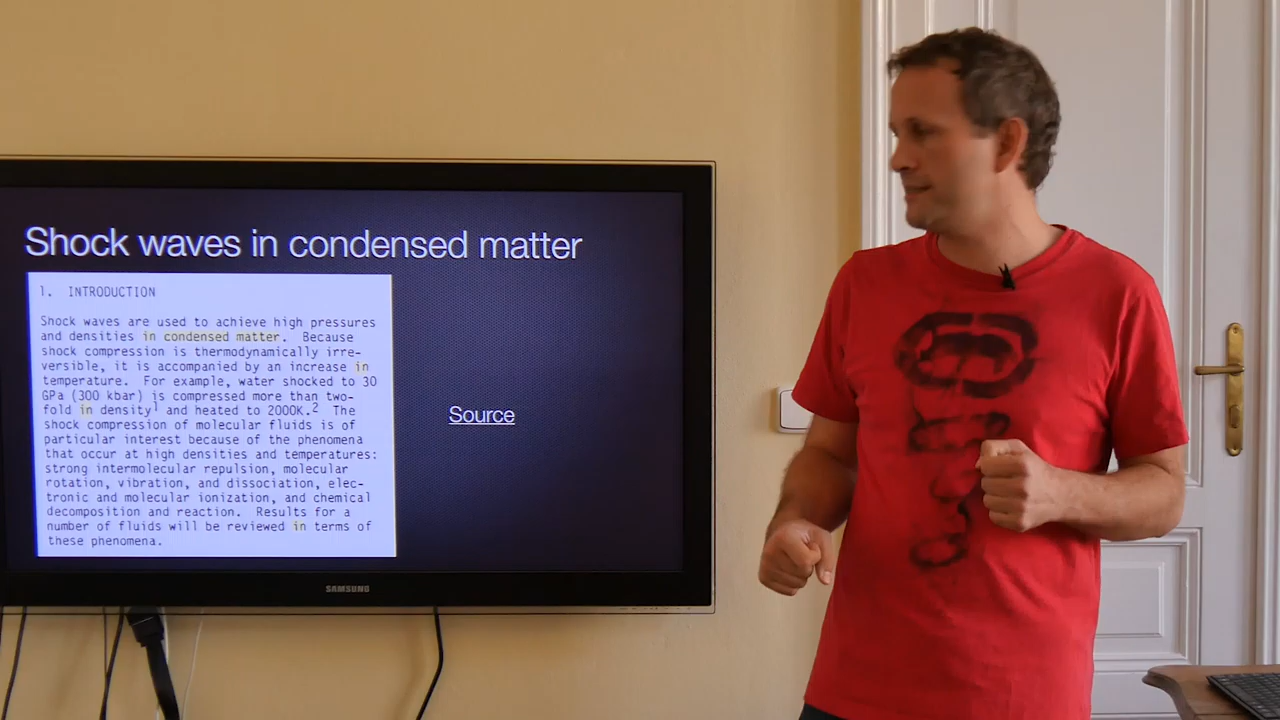 Shock waves in condensed matter
1. INTRODUCTION
Shock waves are used to achieve high pressures
and densities in condensed matter. Because
shock compression is thermodynamically irre-
versible, it is accompanied by an increase in
temperature. For example, water shocked to 30
GPa (300 kbar) is compressed more than two-
fold in density1 and heated to 2000K.2 The
shock compression of molecular fluids is of
particular interest because of the phenomena
that occur at high densities and temperatures:
strong intermolecular repulsion, molecular
rotation, vibration, and dissociation, elec-
tronic and molecular ionization, and chemical
decomposition and reaction. Results for a
number of fluids will be reviewed in terms of
these phenomena.
Source
SAMSUNG